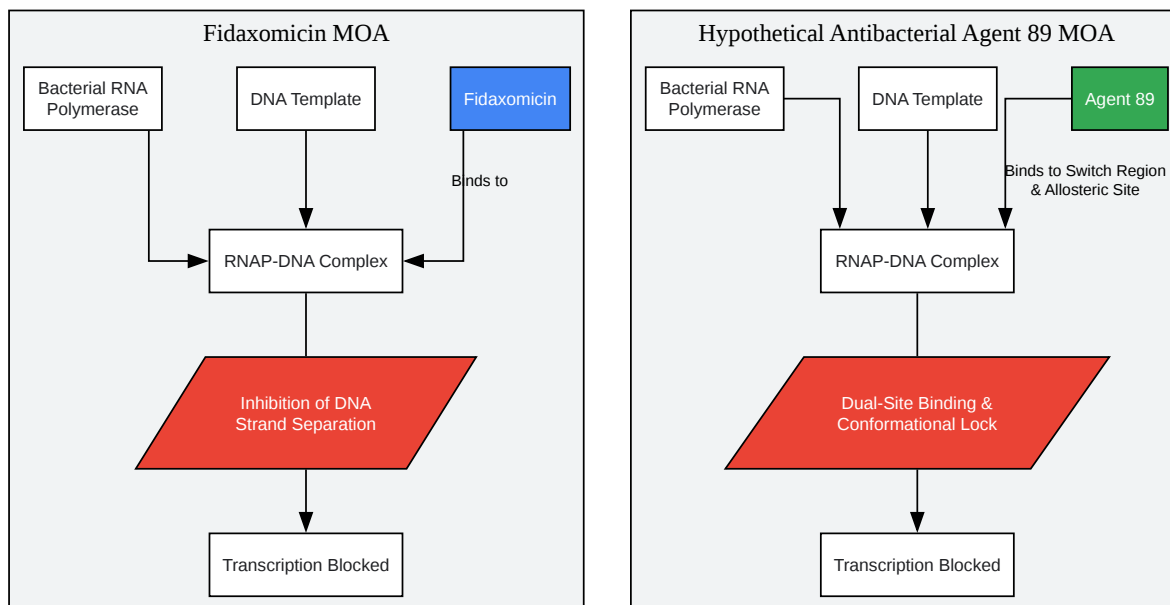 Fidaxomicin MOA
Bacterial RNA
Polymerase
DNA Template
Fidaxomicin
Binds to
RNAP-DNA Complex
Inhibition of DNA
Strand Separation
Transcription Blocked
Hypothetical Antibacterial Agent 89 MOA
Bacterial RNA
Polymerase
DNA Template
Agent 89
Binds to Switch Region
& Allosteric Site
RNAP-DNA Complex
Dual-Site Binding &
Conformational Lock
Transcription Blocked